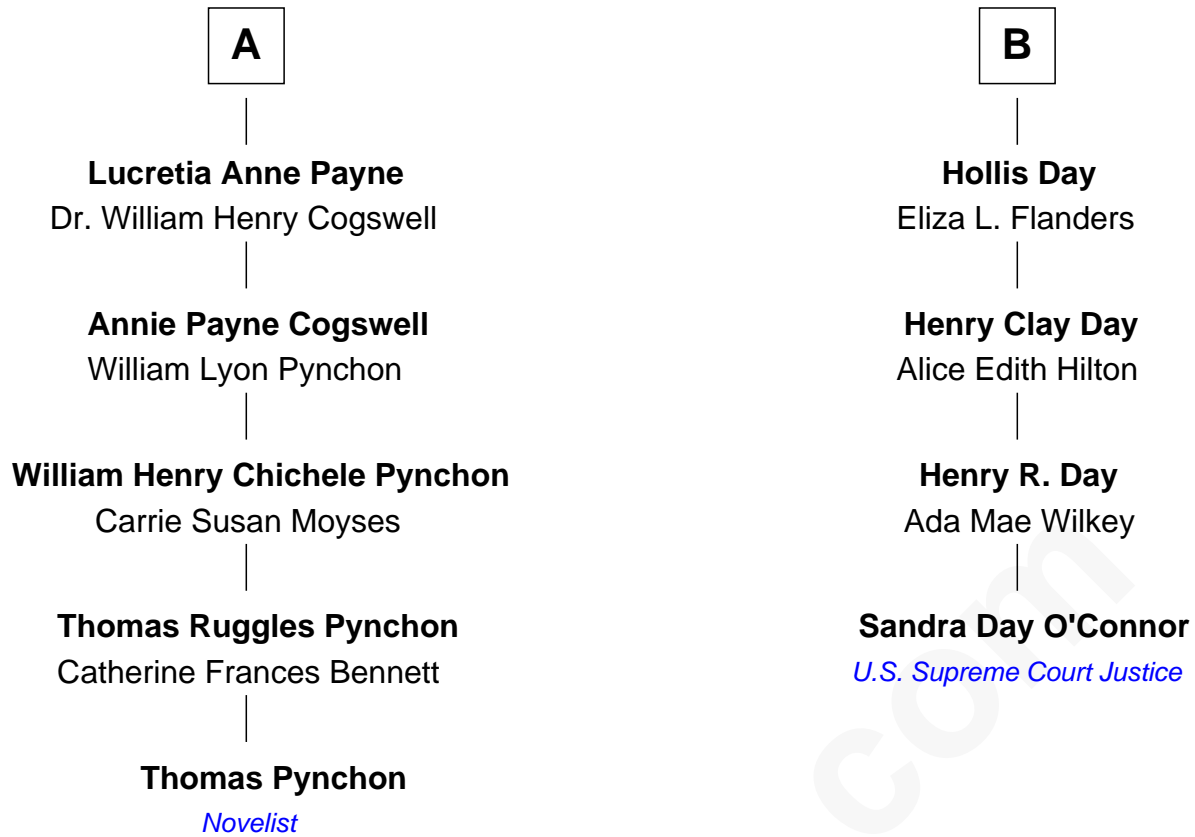 A
Lucretia Anne Payne
Dr. William Henry Cogswell
Annie Payne Cogswell
William Lyon Pynchon
William Henry Chichele Pynchon
Carrie Susan Moyses
Thomas Ruggles Pynchon
Catherine Frances Bennett
Thomas Pynchon
Novelist
B
Hollis Day
Eliza L. Flanders
Henry Clay Day
Alice Edith Hilton
Henry R. Day
Ada Mae Wilkey
Sandra Day O'Connor
U.S. Supreme Court Justice
com